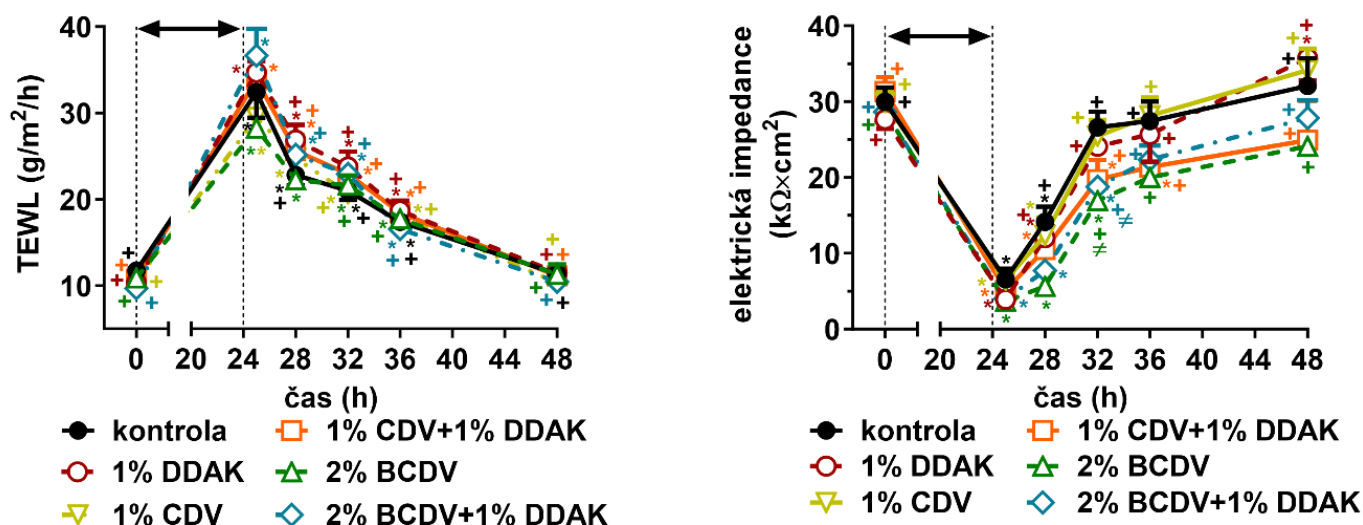 TEWL (g/m²/h)
40
30
20
10
0 20 24 28 32 36 40 44 48
čas (h)
kontrola
1% CDV+1% DDAK
1% DDAK
2% BCDV
1% CDV
2% BCDV+1% DDAK
elektrická impedance
(kΩ×cm²)
40
30
20
10
0
0 20 24 28 32 36 40 44 48
čas (h)
kontrola
1% CDV+1% DDAK
1% DDAK
2% BCDV
1% CDV
2% BCDV+1% DDAK